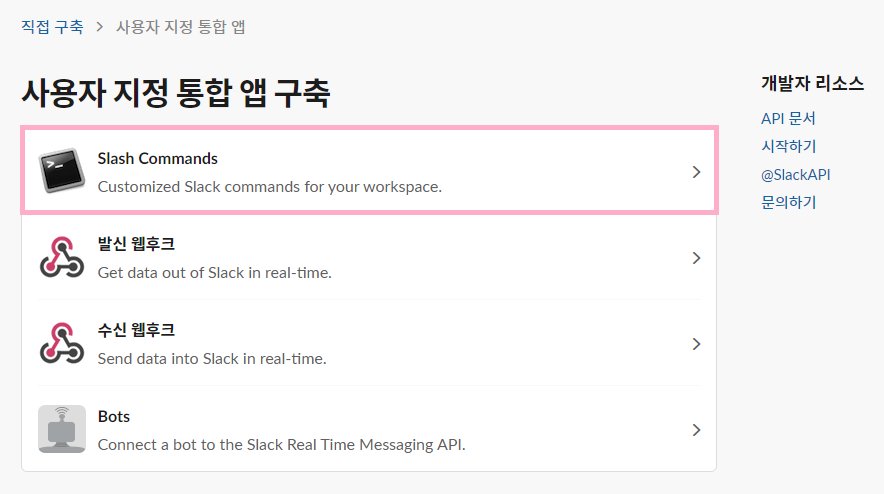 직접 구축 > 사용자 지정 통합 앱
사용자 지정 통합 앱 구축
>_
Slash Commands
Customized Slack commands for your workspace.
발신 웹후크
Get data out of Slack in real-time.
수신 웹후크
Send data into Slack in real-time.
Bots
Connect a bot to the Slack Real Time Messaging API.
개발자 리소스
API 문서
시작하기
@SlackAPI
문의하기